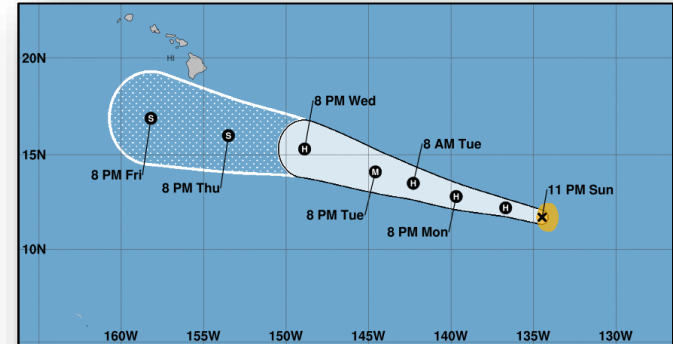 20N
HI
8 PM Wed
8 AM Tue
15N
S
S
H
M
H
H
H
11 PM Sun
8 PM Fri
8 PM Thu
8 PM Tue
8 PM Mon
10N
160W 155W 150W 145W 140W 135W 130W